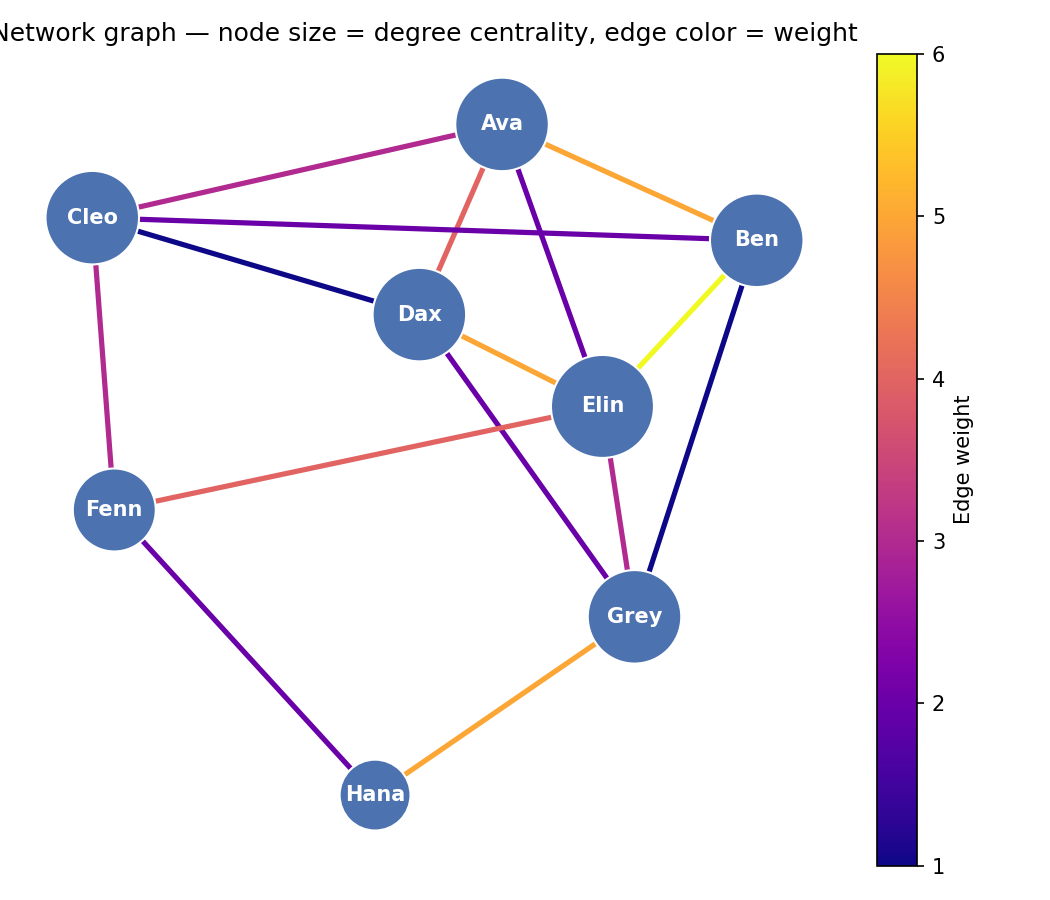 Network graph — node size = degree centrality, edge color = weight
Ava
Cleo
Ben
Dax
Elin
Fenn
Grey
Hana
6
5
4
3
2
1
Edge weight